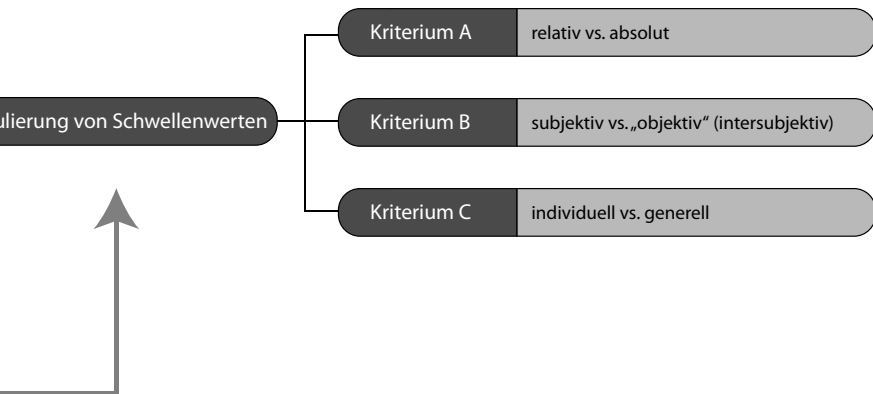 Kriterium A relativ vs. absolut
ulierung von Schwellenwerten Kriterium B subjektiv vs. „objektiv“ (intersubjektiv)
Kriterium C individuell vs. generell